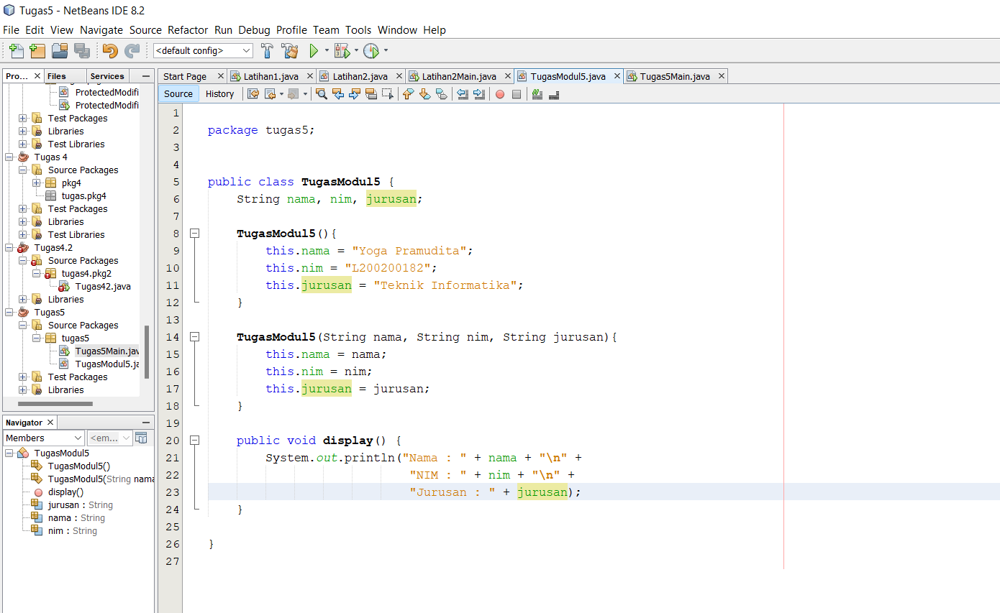 Tugas5 - NetBeans IDE 8.2
File Edit View Navigate Source Refactor Run Debug Profile Team Tools Window Help
<default config>
Pro... Files Services
ProtectedModifi
ProtectedModifi
Test Packages
Libraries
Test Libraries
Tugas 4
Source Packages
pkg4
tugas.pkg4
Test Packages
Libraries
Test Libraries
Tugas4.2
Source Packages
tugas4.pkg2
Tugas42.java
Libraries
Tugas5
Source Packages
tugas5
Tugas5Main.jav
TugasModul5.ja
Test Packages
Libraries
Navigator
Members <em...
TugasModul5
TugasModul5()
TugasModul5(String nama
display()
jurusan : String
nama : String
nim : String
Start Page Latihan1.java Latihan2.java Latihan2Main.java TugasModul5.java Tugas5Main.java
Source History
1
2 package tugas5;
3
4
5 public class TugasModul5 {
6 String nama, nim, jurusan;
7
8 TugasModul5(){
9 this.nama = "Yoga Pramudita";
10 this.nim = "L200200182";
11 this.jurusan = "Teknik Informatika";
12 }
13
14 TugasModul5(String nama, String nim, String jurusan){
15 this.nama = nama;
16 this.nim = nim;
17 this.jurusan = jurusan;
18 }
19
20 public void display() {
21 System.out.println("Nama : " + nama + "\n" +
22 "NIM : " + nim + "\n" +
23 "Jurusan : " + jurusan);
24 }
25
26 }
27